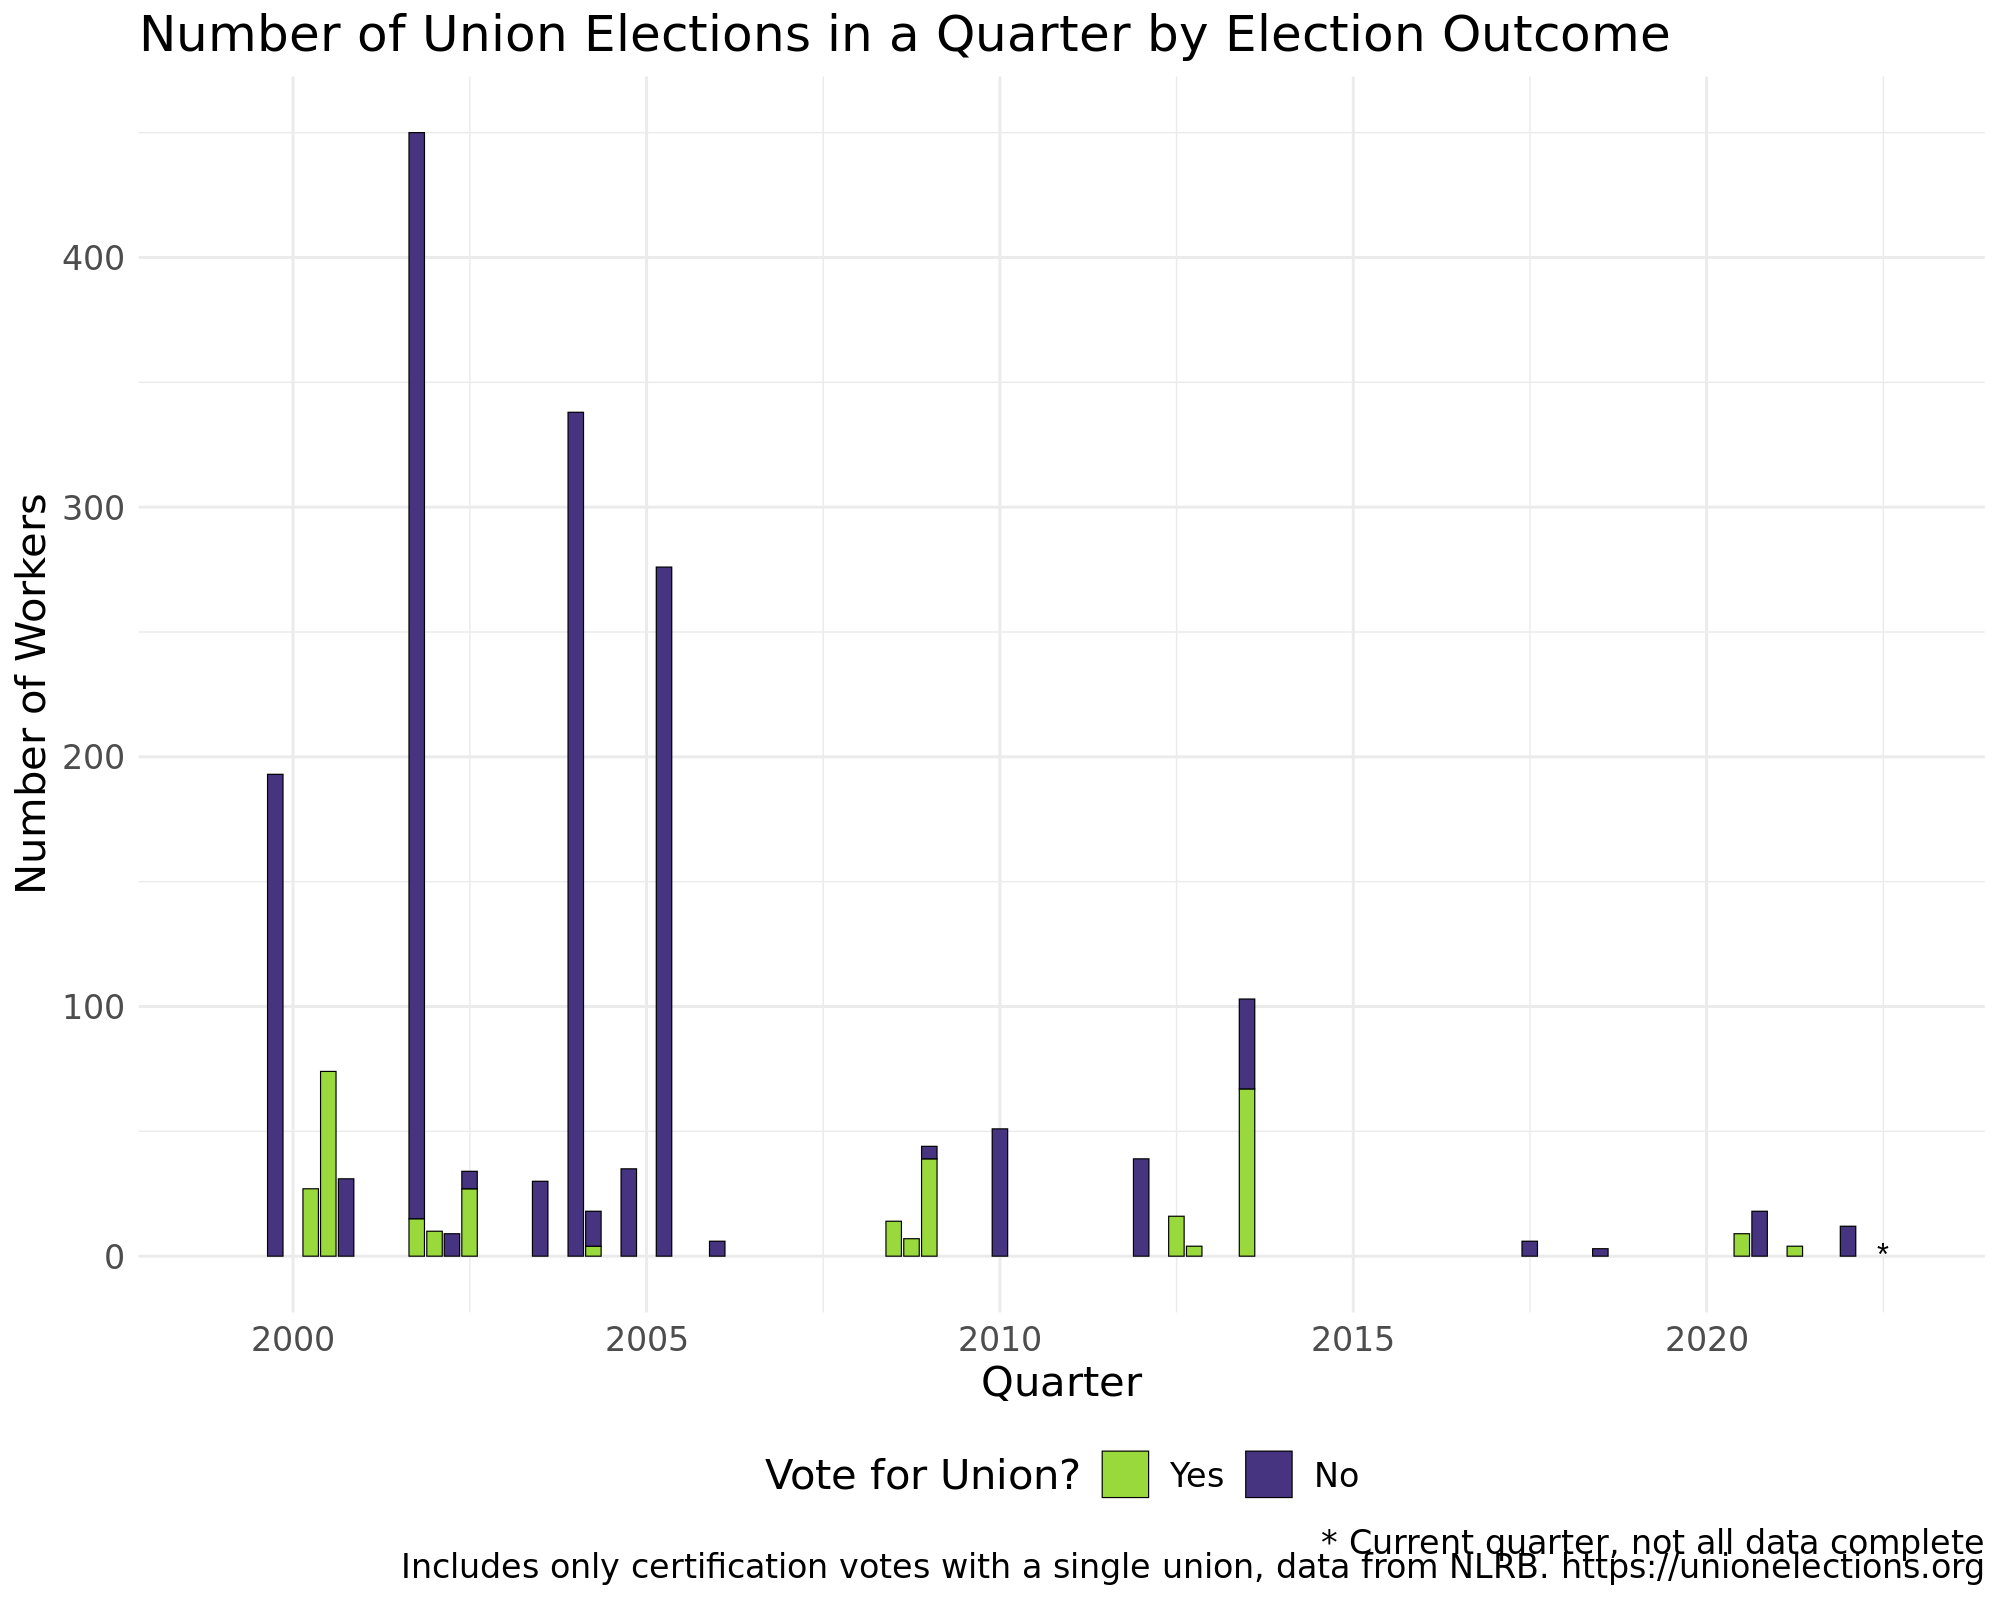 Number of Union Elections in a Quarter by Election Outcome
Number of Workers
400
300
200
100
0
*
2000 2005 2010 2015 2020
Quarter
Vote for Union? Yes No
* Current quarter, not all data complete
Includes only certification votes with a single union, data from NLRB. https://unionelections.org